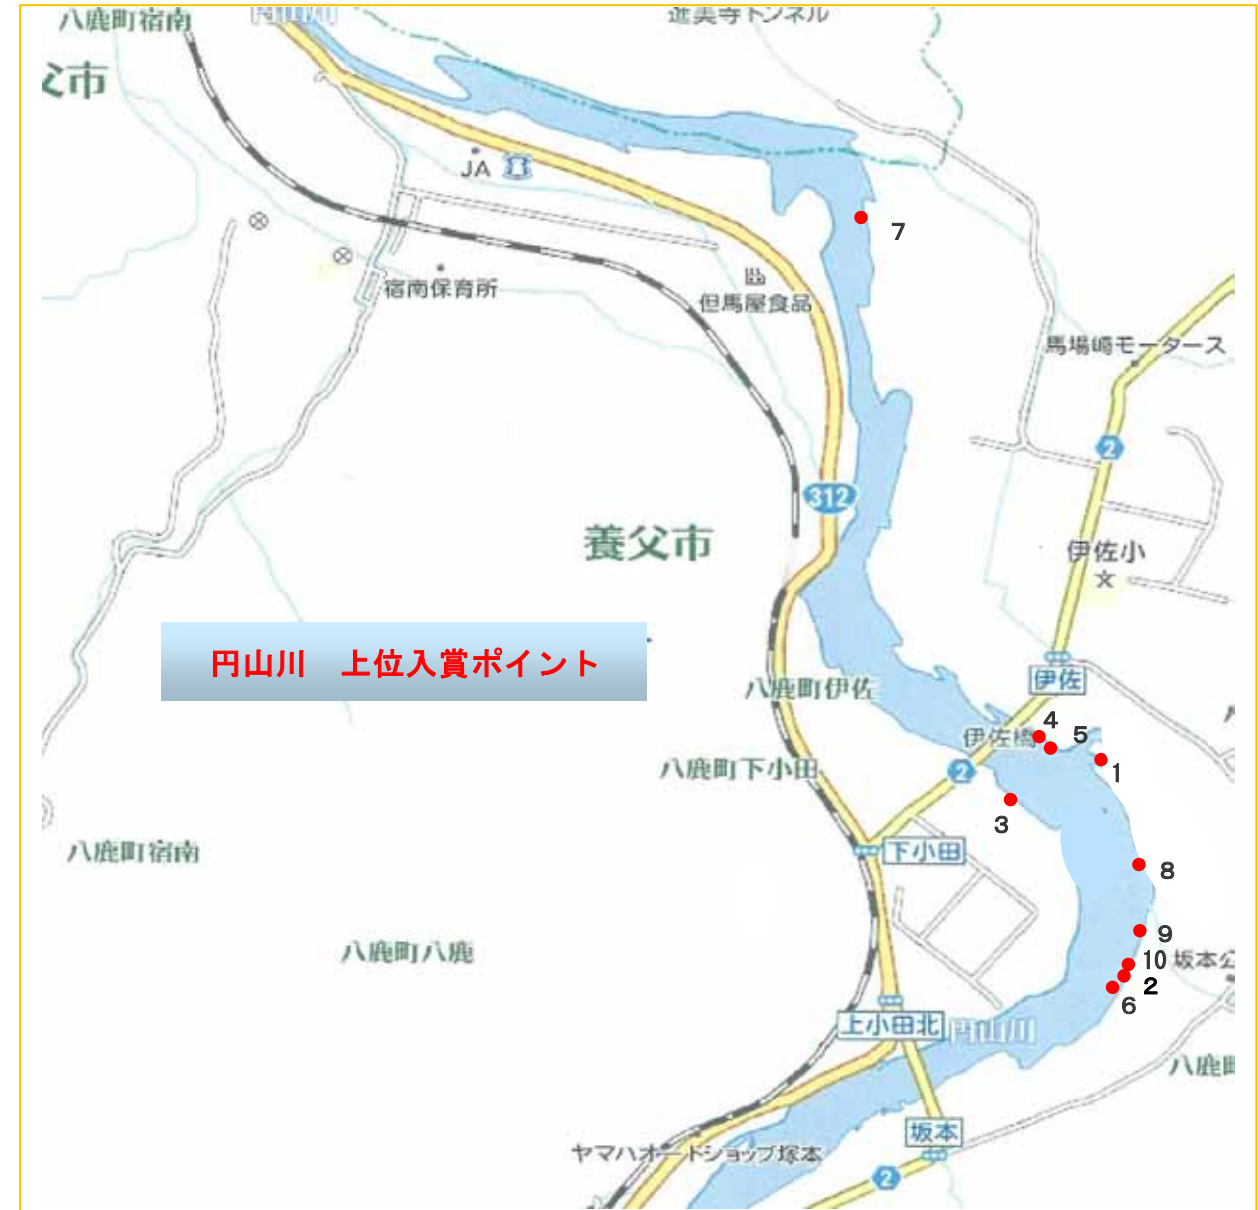 八鹿町宿南
円山川
進美寺トンネル
父市
JA
7
宿南保育所
但馬屋食品
馬場崎モータース
2
312
養父市
伊佐小
円山川　上位入賞ポイント
伊佐
八鹿町伊佐
4
伊佐橋
5
1
八鹿町下小田
2
3
下小田
八鹿町宿南
8
9
八鹿町八鹿
10
坂本公
2
6
上小田北
円山川
八鹿町
坂本
ヤマハオートショップ塚本
2